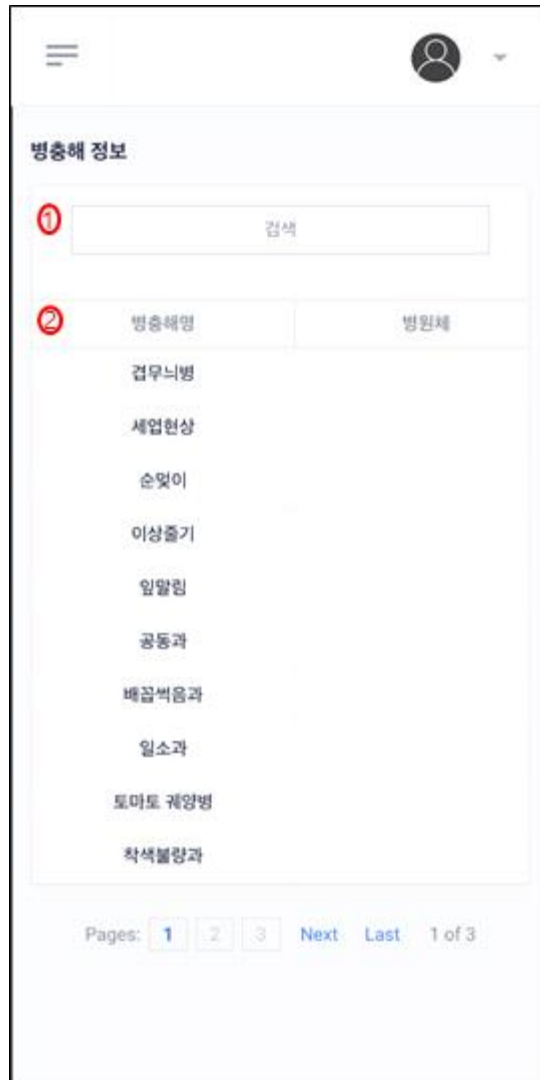 병충해 정보
① 검색
② 병충해명 병원체
겹무늬병
세엽현상
순멎이
이상줄기
잎말림
공동과
배꼽썩음과
일소과
토마토 궤양병
착색불량과
Pages: 1 2 3 Next Last 1 of 3